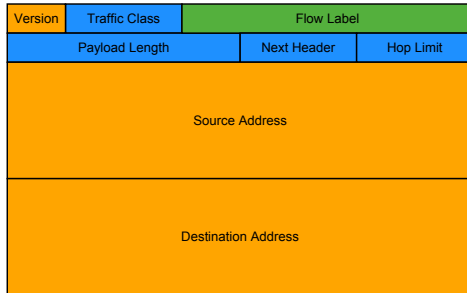 Version Traffic Class Flow Label
Payload Length Next Header Hop Limit
Source Address
Destination Address